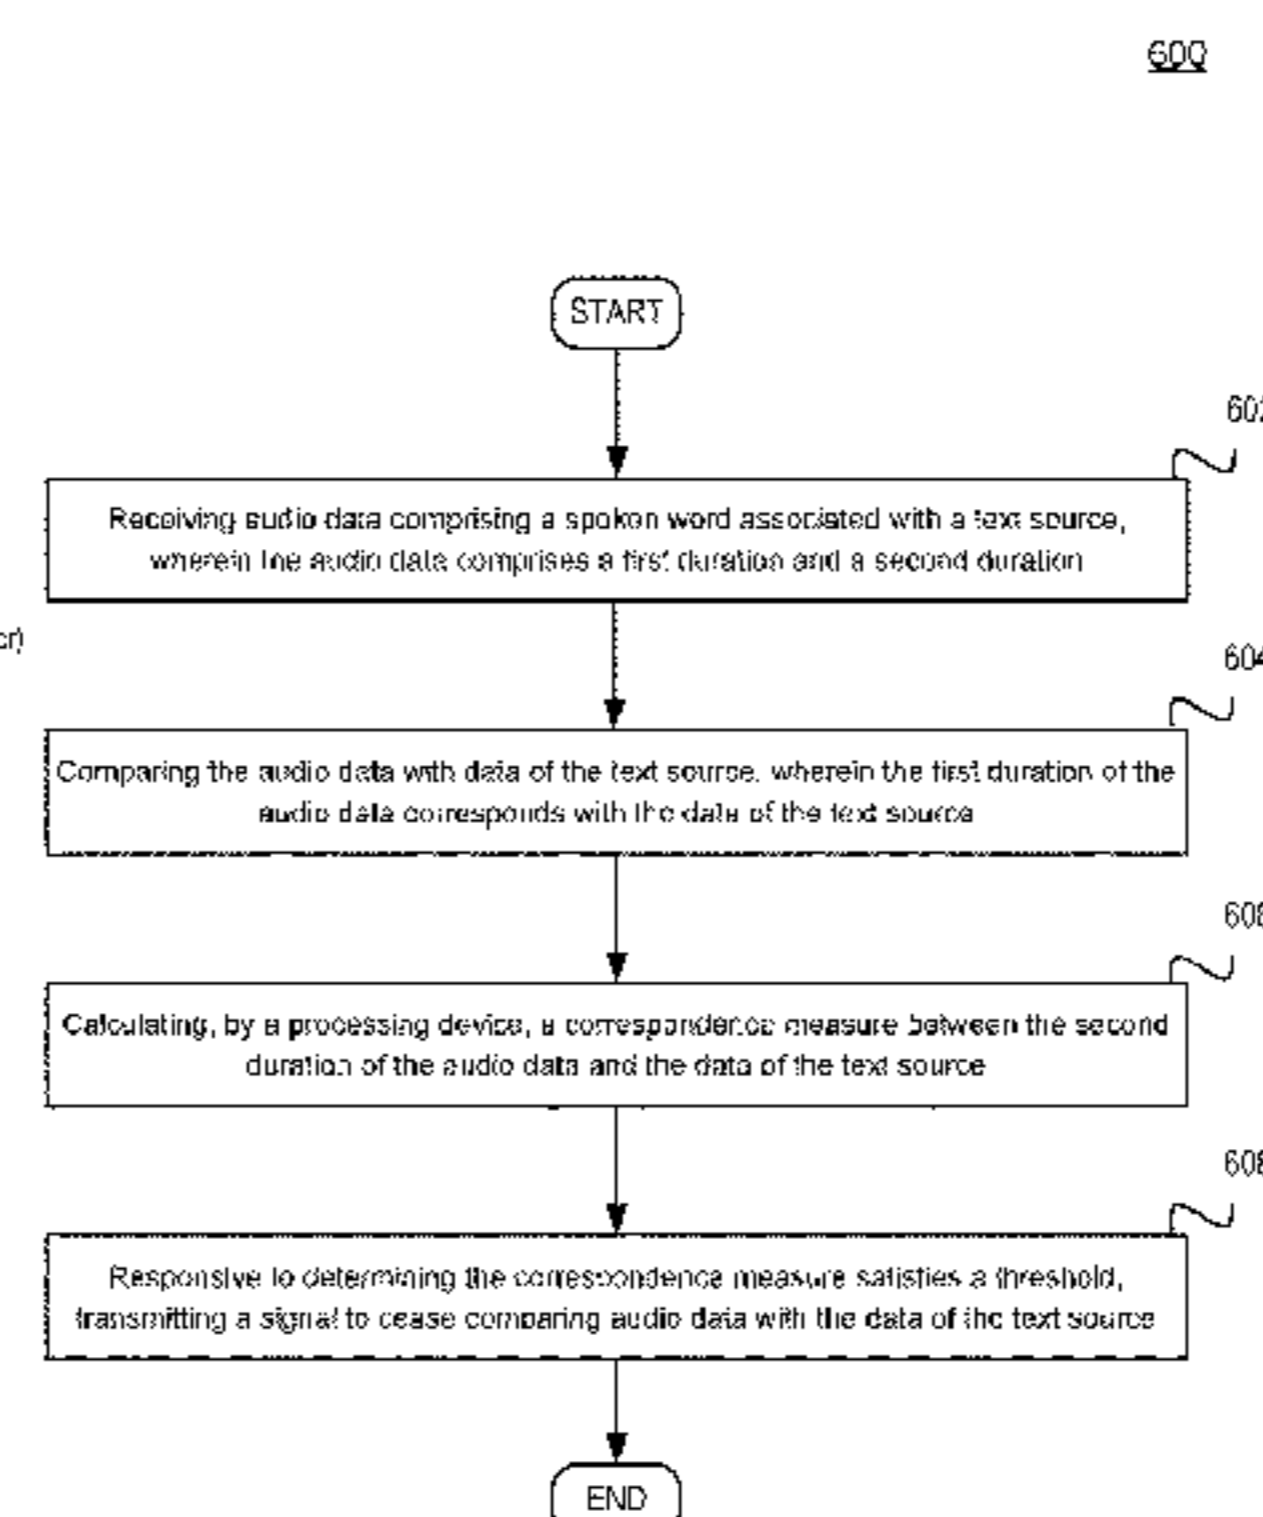 600
START
602
Receiving audio data comprising a spoken word associated with a text source,
wherein the audio data comprises a first duration and a second duration
604
Comparing the audio data with data of the text source, wherein the first duration of the
audio data corresponds with the data of the text source
Calculating, by a processing device, a correspondence measure between the second
duration of the audio data and the data of the text source
608
Responsive to determining the correspondence measure satisfies a threshold,
transmitting a signal to cease comparing audio data with the data of the text source
END